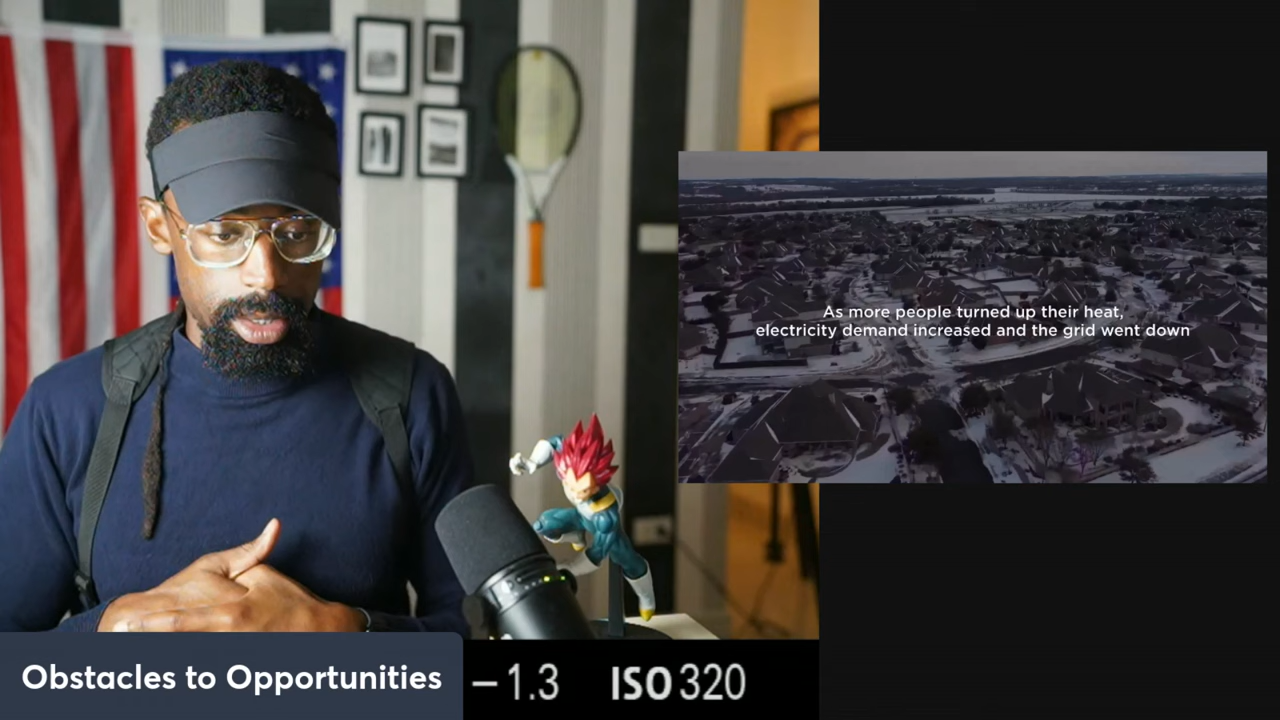 As more people turned up their heat,
electricity demand increased and the grid went down
Obstacles to Opportunities
– 1.3 ISO 320